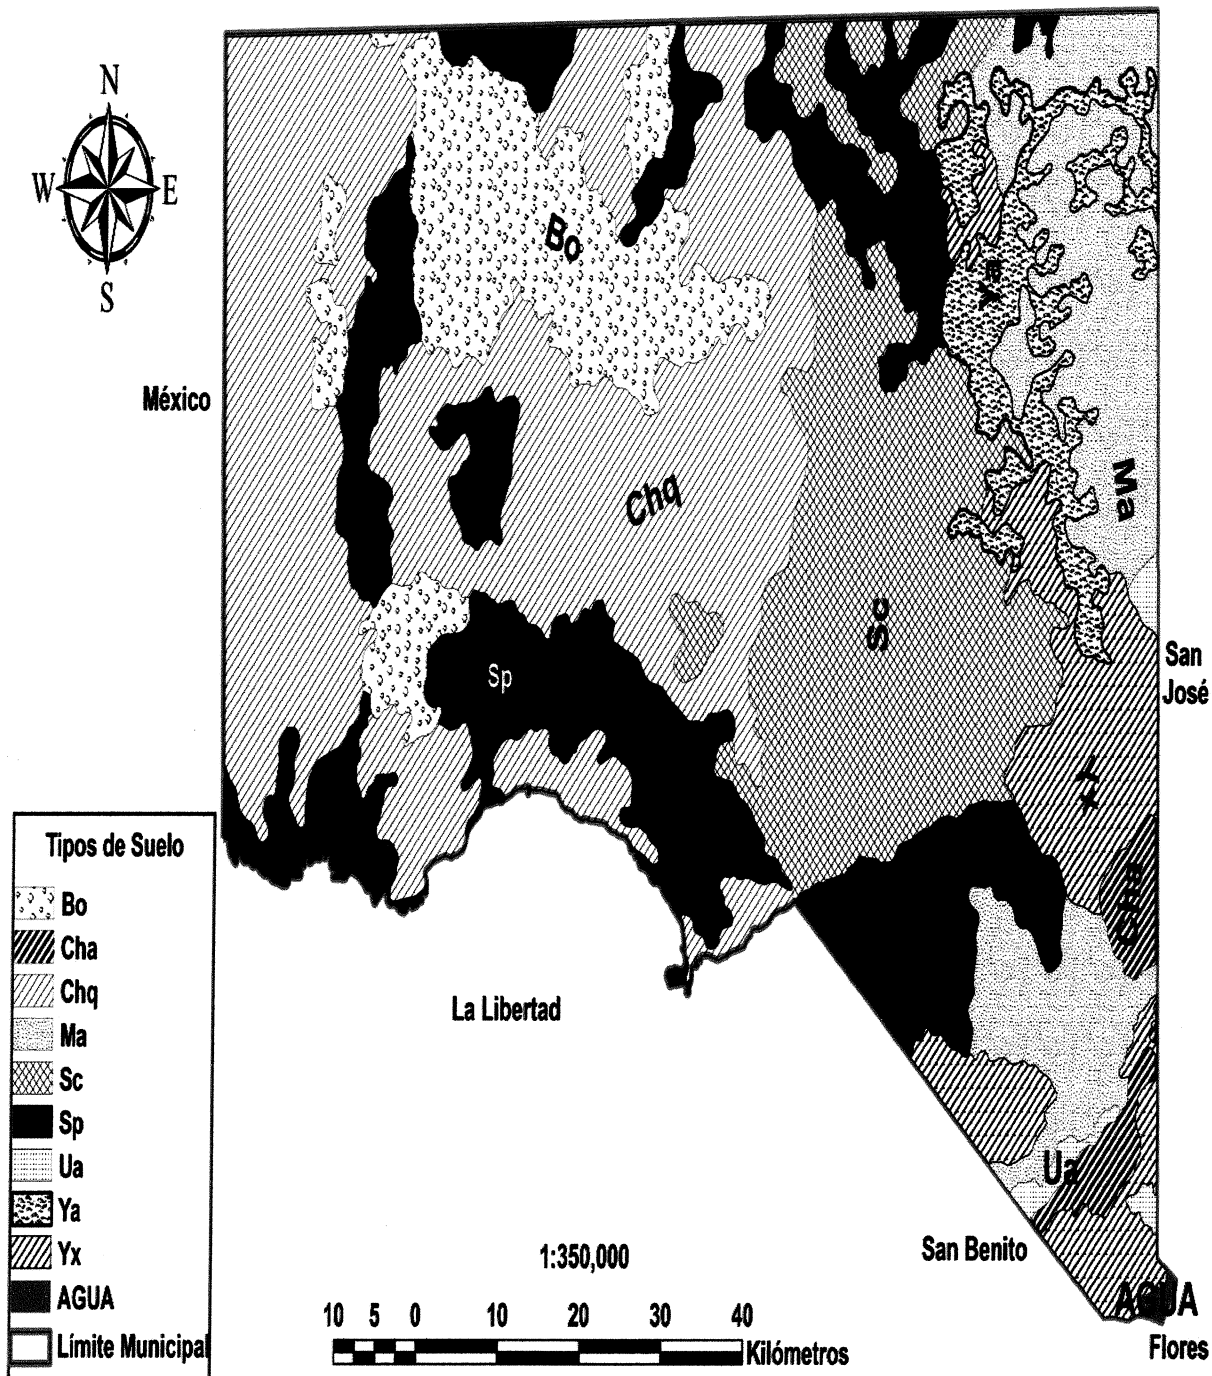 N
W E
S
Bo
Ya
México
Chq
Ma
Sc
San
José
Sp
Cha
Tipos de Suelo
Bo
Cha
Chq
Ma
Sc
Sp
Ua
Ya
Yx
AGUA
Límite Municipal
La Libertad
Ua
San Benito
1:350,000
AGUA
Flores
10 5 0 10 20 30 40
Kilómetros